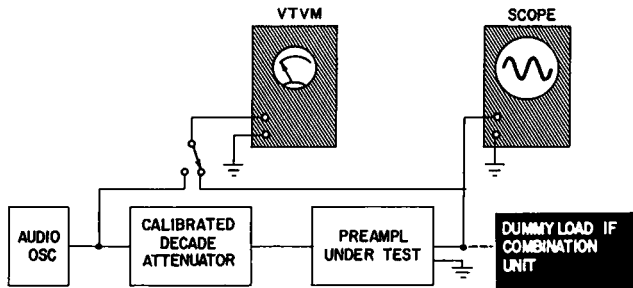 VTVM
SCOPE
AUDIO
OSC
CALIBRATED
DECADE
ATTENUATOR
PREAMPL
UNDER TEST
DUMMY LOAD IF
COMBINATION
UNIT